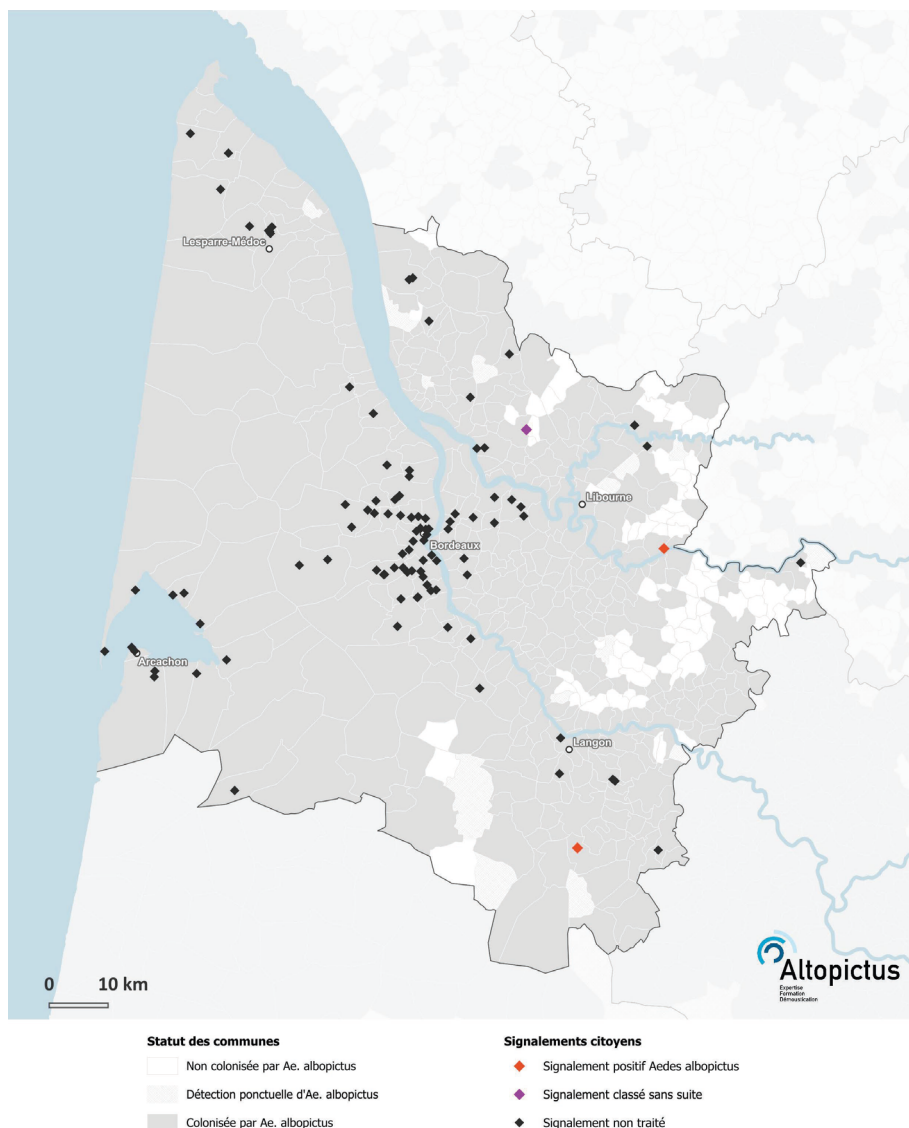 Lesparre-Médoc
Libourne
Bordeaux
Arcachon
Langon
0 10 km
Altopictus
Expertise
Formation
Démoustication
Statut des communes
Non colonisée par Ae. albopictus
Détection ponctuelle d'Ae. albopictus
Colonisée par Ae. albopictus
Signalements citoyens
Signalement positif Aedes albopictus
Signalement classé sans suite
Signalement non traité